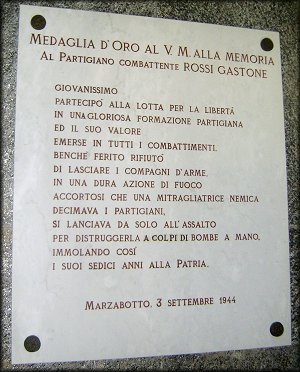 MEDAGLIA D'ORO AL V. M. ALLA MEMORIA
AL PARTIGIANO COMBATTENTE ROSSI GASTONE
GIOVANISSIMO
PARTECIPÒ ALLA LOTTA PER LA LIBERTÀ
IN UNA GLORIOSA FORMAZIONE PARTIGIANA
ED IL SUO VALORE
EMERSE IN TUTTI I COMBATTIMENTI.
BENCHÉ FERITO RIFIUTÒ
DI LASCIARE I COMPAGNI D'ARME,
IN UNA DURA AZIONE DI FUOCO
ACCORTOSI CHE UNA MITRAGLIATRICE NEMICA
DECIMAVA I PARTIGIANI,
SI LANCIAVA DA SOLO ALL'ASSALTO
PER DISTRUGGERLA A COLPI DI BOMBE A MANO,
IMMOLANDO COSÍ
I SUOI SEDICI ANNI ALLA PATRIA.
MARZABOTTO, 3 SETTEMBRE 1944